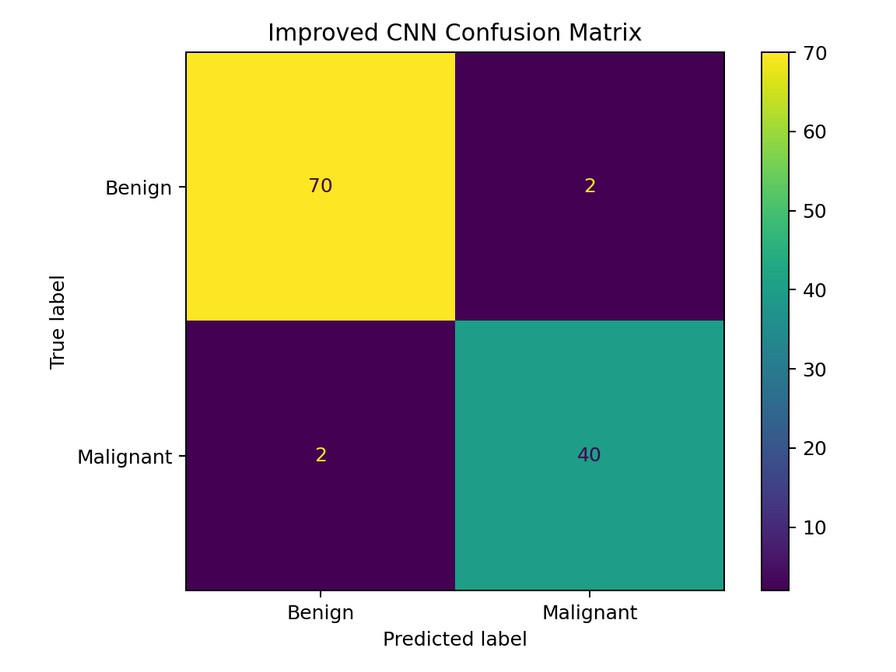 Improved CNN Confusion Matrix
True label
Benign
Malignant
70
2
2
40
Benign
Malignant
Predicted label
70
60
50
40
30
20
10